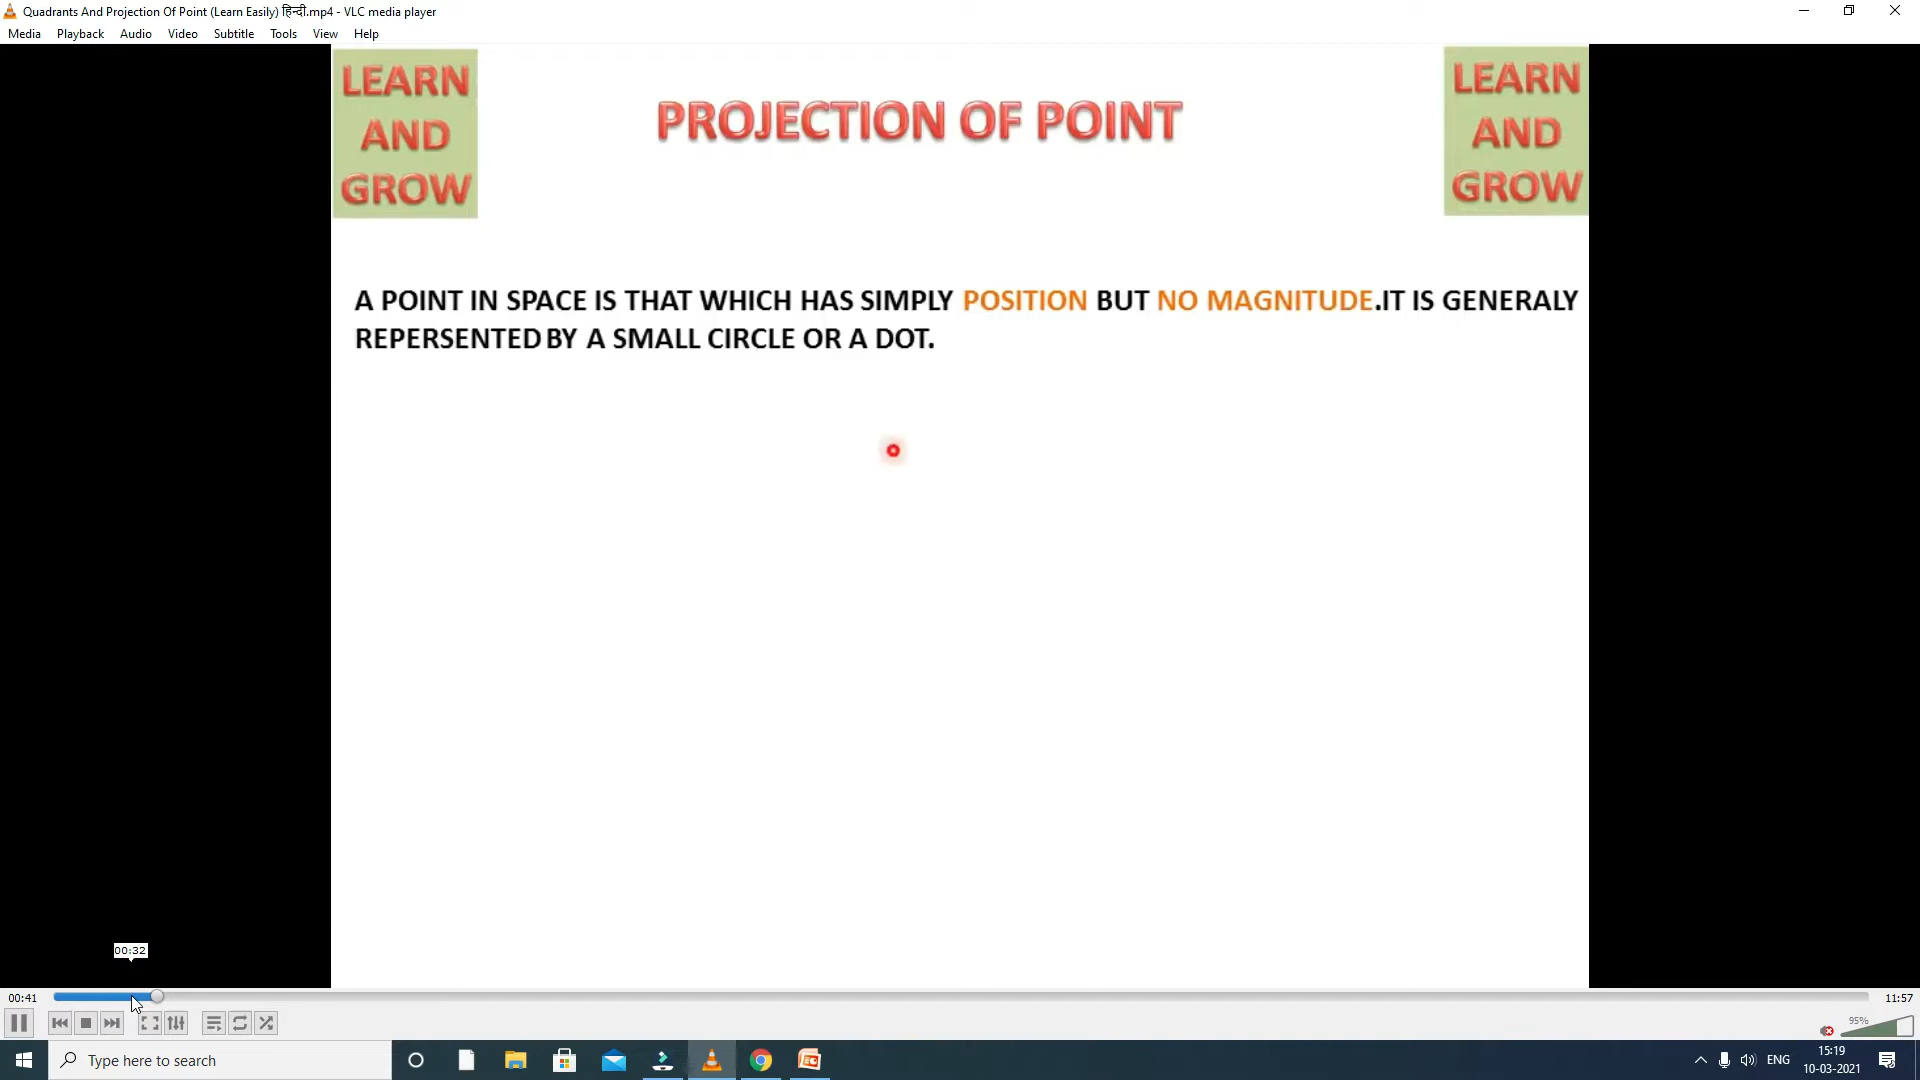 Quadrants And Projection Of Point (Learn Easily) हिन्दी.mp4 - VLC media player
Media Playback Audio Video Subtitle Tools View Help
LEARN
AND
GROW
PROJECTION OF POINT
LEARN
AND
GROW
A POINT IN SPACE IS THAT WHICH HAS SIMPLY POSITION BUT NO MAGNITUDE.IT IS GENERALY
REPERSENTED BY A SMALL CIRCLE OR A DOT.
00:32
00:41
11:57
95%
Type here to search
ENG
15:19
10-03-2021